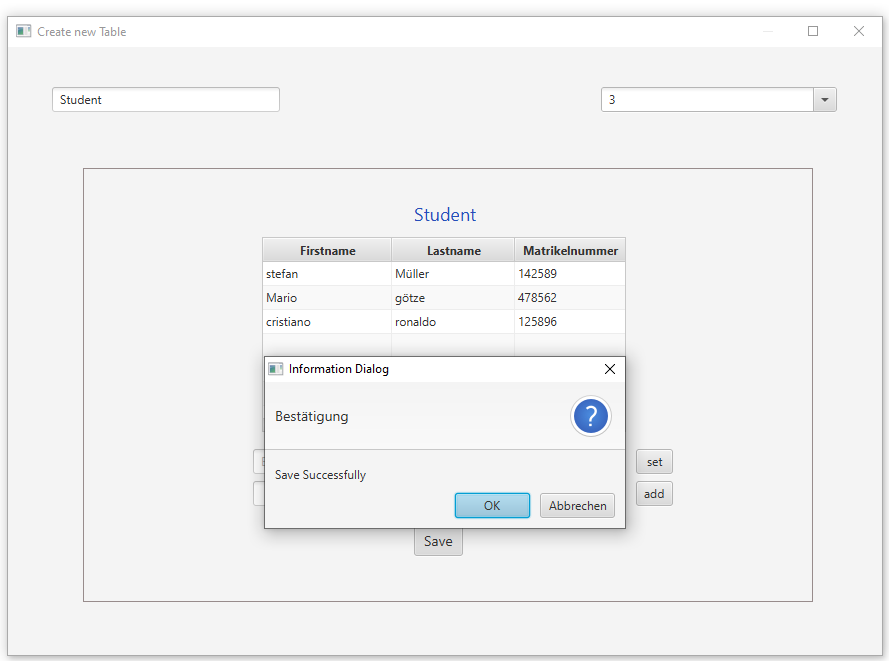 Create new Table
Student
3
Student
Firstname Lastname Matrikelnummer
stefan Müller 142589
Mario götze 478562
cristiano ronaldo 125896
Information Dialog
Bestätigung
?
set
Save Successfully
add
OK Abbrechen
Save